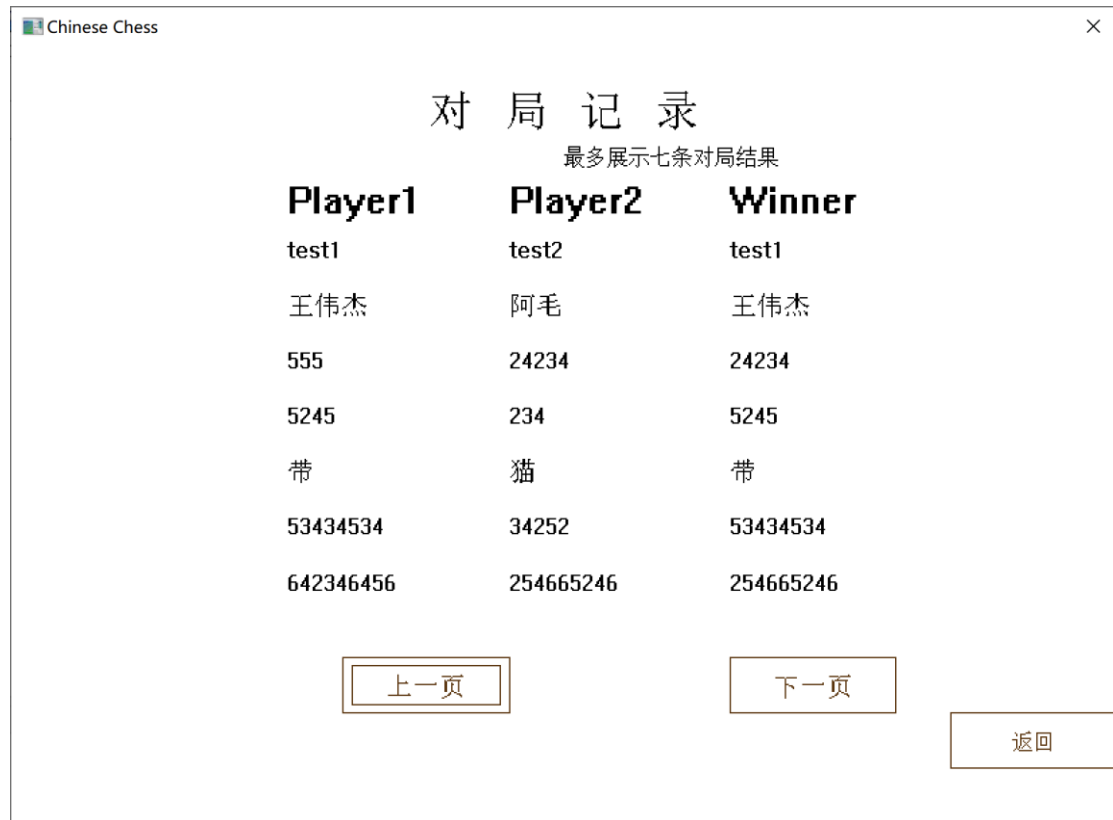 Chinese Chess
对 局 记 录
最多展示七条对局结果
Player1 Player2 Winner
test1 test2 test1
王伟杰 阿毛 王伟杰
555 24234 24234
5245 234 5245
带 猫 带
53434534 34252 53434534
642346456 254665246 254665246
上一页 下一页
返回